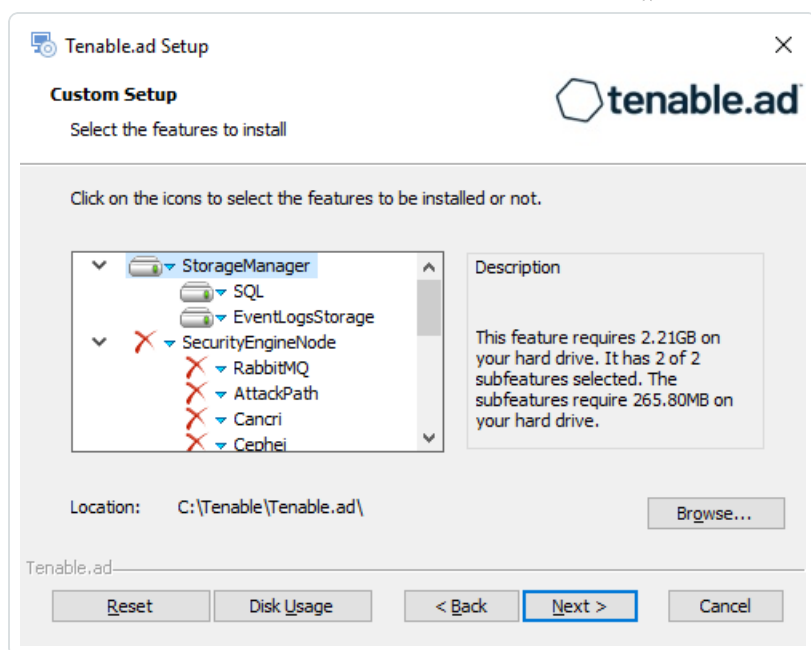 Tenable.ad Setup
Custom Setup
Select the features to install
tenable.ad
Click on the icons to select the features to be installed or not.
StorageManager
SQL
EventLogsStorage
SecurityEngineNode
RabbitMQ
AttackPath
Cancri
Cephei
Description
This feature requires 2.21GB on
your hard drive. It has 2 of 2
subfeatures selected. The
subfeatures require 265.80MB on
your hard drive.
Location: C:\Tenable\Tenable.ad\
Browse...
Tenable.ad
Reset Disk Usage < Back Next > Cancel